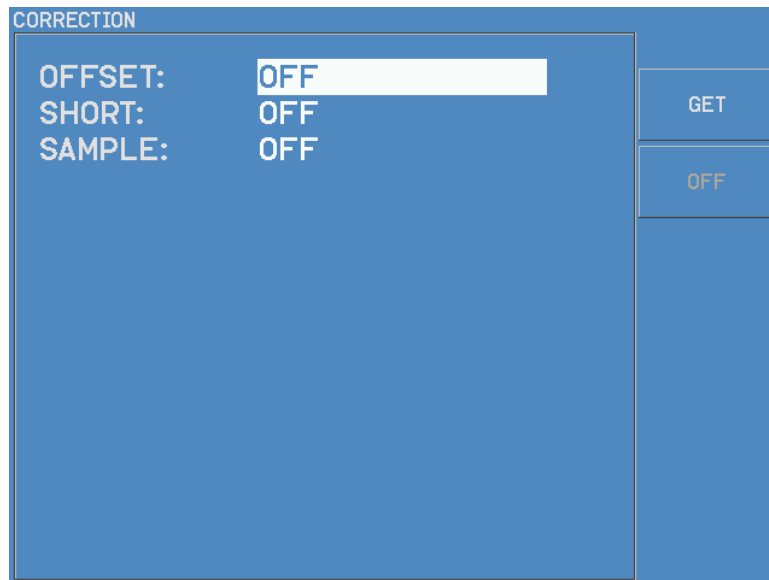 CORRECTION
OFFSET: OFF
SHORT: OFF
SAMPLE: OFF
GET
OFF